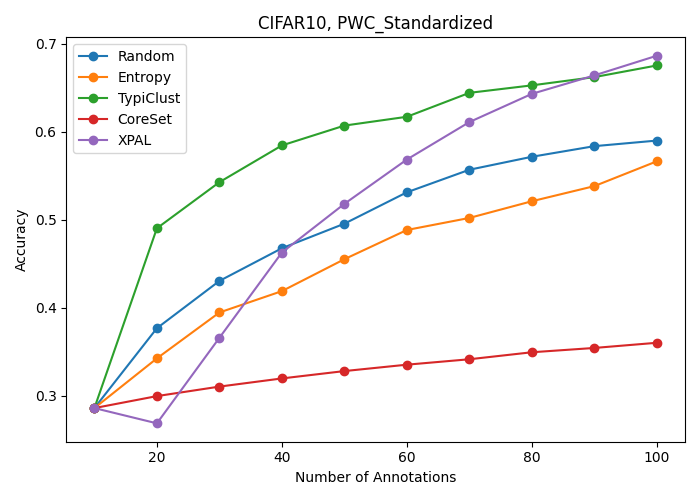 CIFAR10, PWC_Standardized
Random
Entropy
TypiClust
CoreSet
XPAL
Accuracy
0.7
0.6
0.5
0.4
0.3
20
40
60
80
100
Number of Annotations